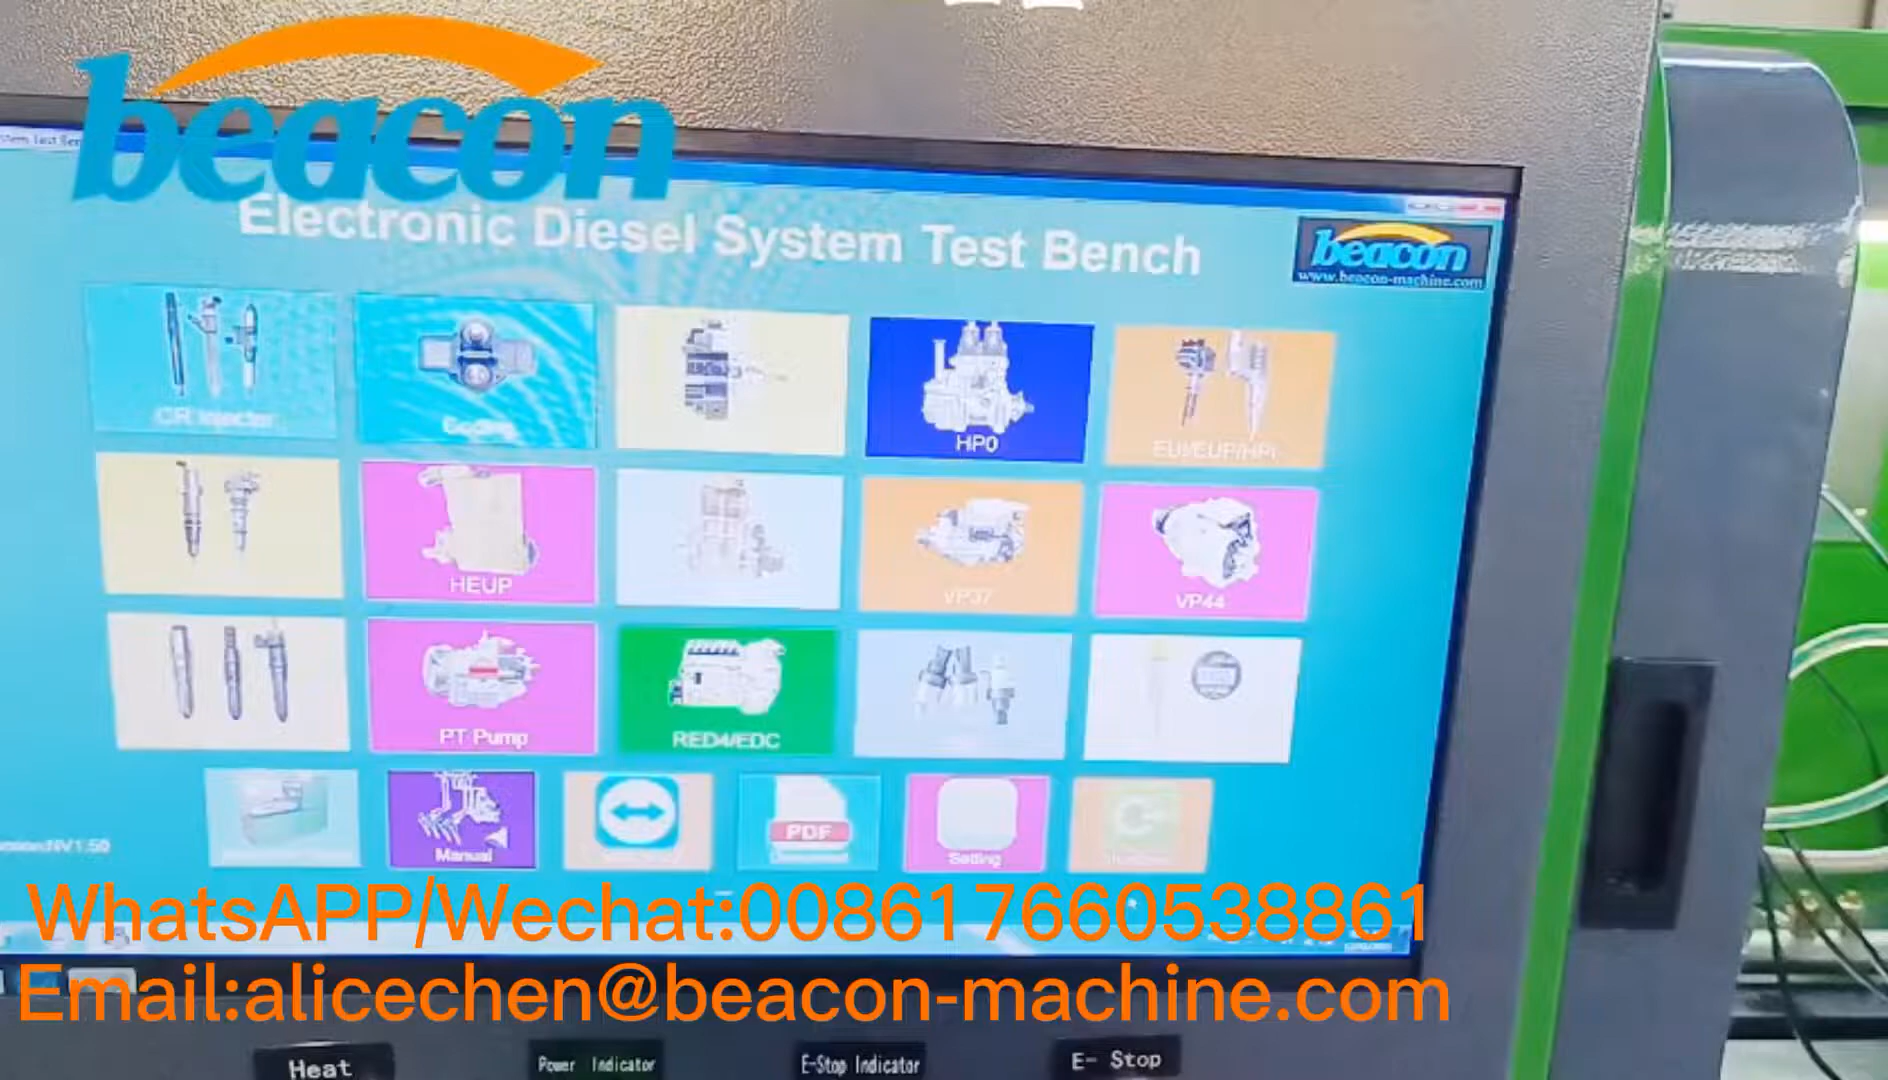 beacon
Electronic Diesel System Test Bench
beacon
www.beacon-machine.com
CR Injector
HP0
EUI/EUP/HPI
HEUP
VP37
VP44
PT Pump
RED4/EDC
Manual
PDF
Setting
WhatsAPP/Wechat:008617660538861
Email:alicechen@beacon-machine.com
Heat
Power Indicator
E-Stop Indicator
E- Stop